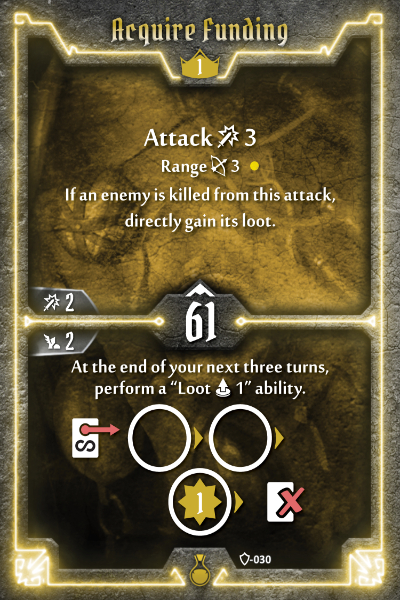 Acquire Funding
1
Attack 3
Range 3
If an enemy is killed from this attack,
directly gain its loot.
2
61
2
At the end of your next three turns,
perform a “Loot 1” ability.
S
1
-030